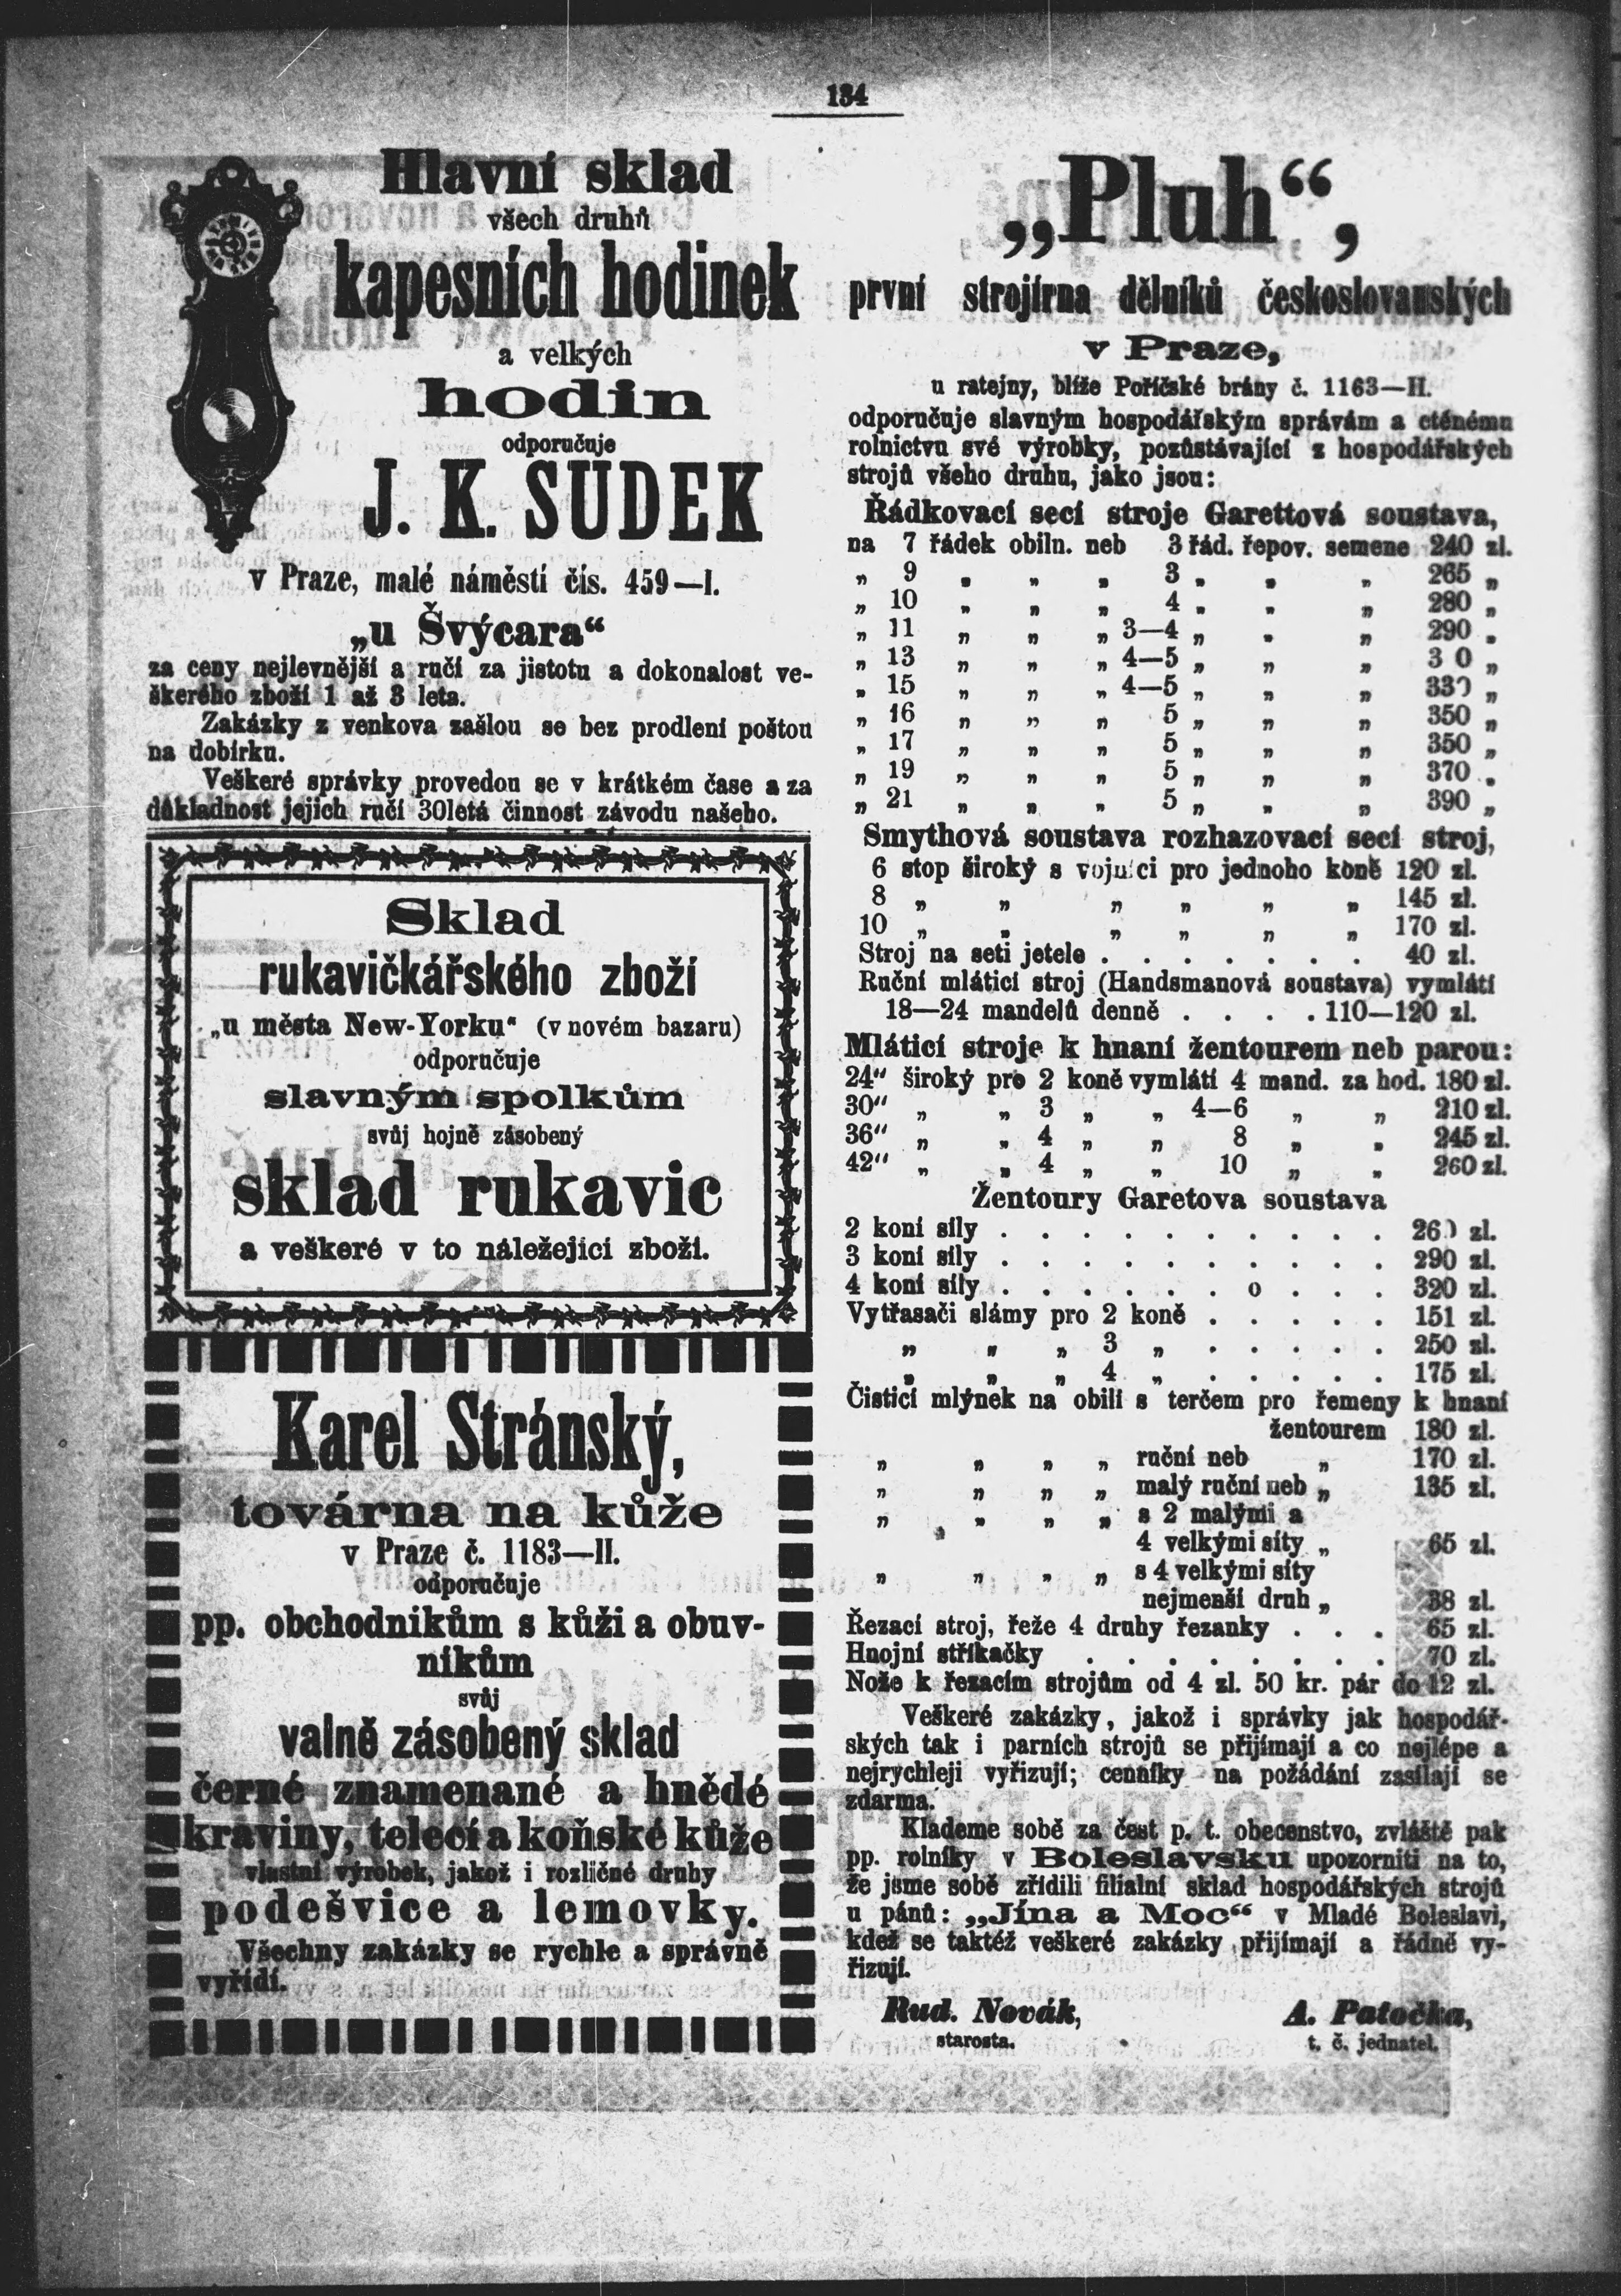 134
Hlavní sklad
všech druhů
kapesních hodinek
a velkých
hodin
odporučuje
J. K. SUDEK
v Praze, malé náměstí čís. 459—I.
„u Švýcara“
za ceny nejlevnější a ručí za jistotu a dokonalost ve-
škerého zboží 1 až 3 leta.
Zakázky z venkova zašlou se bez prodlení poštou
na dobírku.
Veškeré správky provedou se v krátkém čase a za
důkladnost jejich ručí 30letá činnost závodu našeho.
Sklad
rukavičkářského zboží
„u města New-Yorku“ (v novém bazaru)
odporučuje
slavným spolkům
svůj hojně zásobený
sklad rukavic
a veškeré v to náležející zboží.
Karel Stránský,
továrna na kůže
v Praze č. 1183—II.
odporučuje
pp. obchodníkům s kůží a obuv-
níkům
svůj
valně zásobený sklad
černé znamenané a hnědé
kraviny, telecí a koňské kůže
vlastní výrobek, jakož i rozličné druhy
podešvice a lemovky.
Všechny zakázky se rychle a správně
vyřídí.
„Pluh“,
první strojírna dělníků českoslovanských
v Praze,
u ratejny, blíže Poříčské brány č. 1163—II.
odporučuje slavným hospodářským správám a ctěnému
rolnictvu své výrobky, pozůstávající z hospodářských
strojů všeho druhu, jako jsou:
Řádkovací secí stroje Garettová soustava,
na 7 řádek obiln. neb 3 řád. řepov. semene 240 zl.
„ 9 „ „ „ 3 „ „ „ 265 „
„ 10 „ „ „ 4 „ „ „ 280 „
„ 11 „ „ „ 3—4 „ „ „ 290 „
„ 13 „ „ „ 4—5 „ „ „ 3 0 „
„ 15 „ „ „ 4—5 „ „ „ 330 „
„ 16 „ „ „ 5 „ „ „ 350 „
„ 17 „ „ „ 5 „ „ „ 350 „
„ 19 „ „ „ 5 „ „ „ 370 „
„ 21 „ „ „ 5 „ „ „ 390 „
Smythová soustava rozhazovací secí stroj,
6 stop široký s vojnicí pro jednoho koně 120 zl.
8 „ „ „ „ „ „ 145 zl.
10 „ „ „ „ „ „ 170 zl.
Stroj na setí jetele . . . . . . . 40 zl.
Ruční mlátící stroj (Handsmanová soustava) vymlátí
18—24 mandelů denně . . . . 110—120 zl.
Mlátící stroje k hnaní žentourem neb parou:
24“ široký pro 2 koně vymlátí 4 mand. za hod. 180 zl.
30“ „ „ 3 „ „ 4—6 „ „ 210 zl.
36“ „ „ 4 „ „ 8 „ „ 245 zl.
42“ „ „ 4 „ „ 10 „ „ 260 zl.
Žentoury Garetova soustava
2 koní síly . . . . . . . . . . 260 zl.
3 koní síly . . . . . . . . . . 290 zl.
4 koní síly . . . . . . o . . . 320 zl.
Vytřasači slámy pro 2 koně . . . . . 151 zl.
„ „ „ 3 „ . . . . . 250 zl.
„ „ „ 4 „ . . . . . 175 zl.
Čistící mlýnek na obilí s terčem pro řemeny k hnaní
žentourem 180 zl.
„ „ „ „ ruční neb „ 170 zl.
„ „ „ „ malý ruční neb „ 135 zl.
„ „ „ „ s 2 malými a
4 velkými síty „ 65 zl.
„ „ „ „ s 4 velkými síty
nejmenší druh „ 38 zl.
Řezací stroj, řeže 4 druhy řezanky . . . 65 zl.
Hnojní stříkačky . . . . . . . . 70 zl.
Nože k řezacím strojům od 4 zl. 50 kr. pár do 12 zl.
Veškeré zakázky, jakož i správky jak hospodář-
ských tak i parních strojů se přijímají a co nejlépe a
nejrychleji vyřizují; cenníky na požádání zasílají se
zdarma.
Klademe sobě za čest p. t. obecenstvo, zvláště pak
pp. rolníky v Boleslavsku upozorniti na to,
že jsme sobě zřídili filialní sklad hospodářských strojů
u pánů: „Jína a Moc“ v Mladé Boleslavi,
kdež se taktéž veškeré zakázky přijímají a řádně vy-
řizují.
Rud. Novák,
starosta.
A. Patočka,
t. č. jednatel.